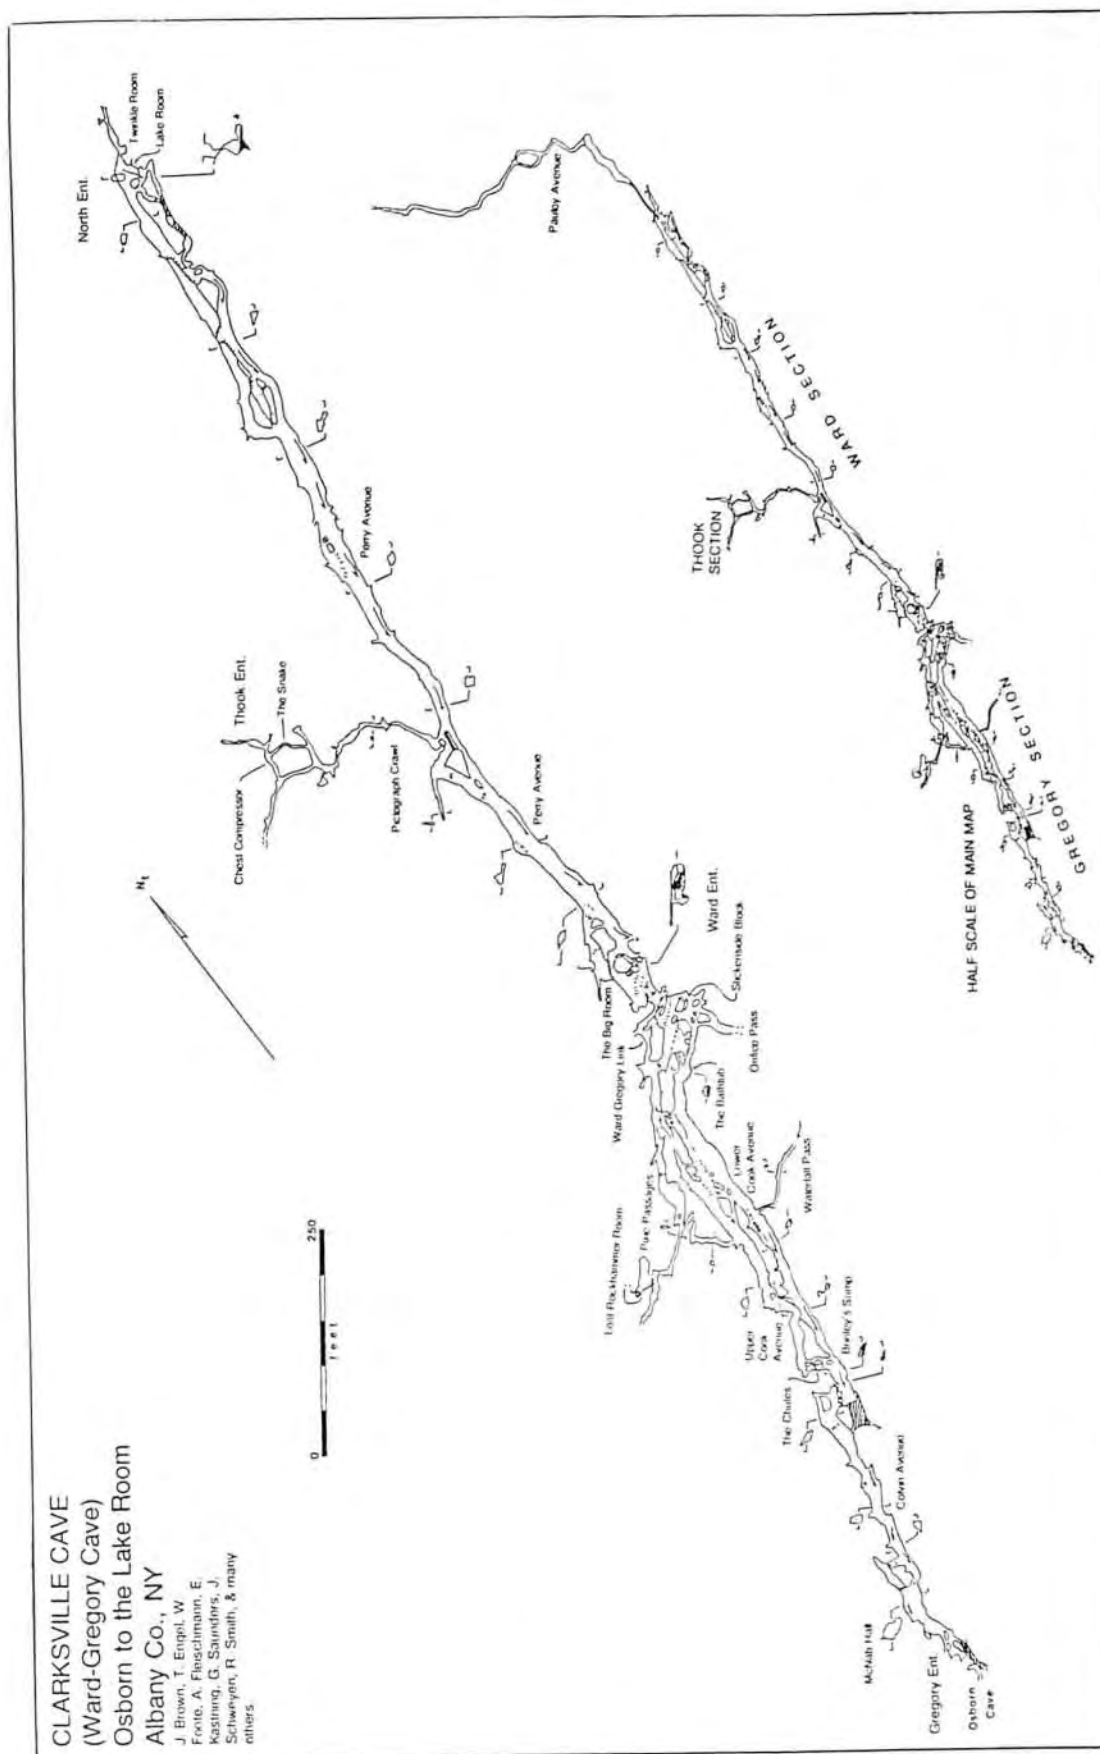 CLARKSVILLE CAVE
(Ward-Gregory Cave)
Osborn to the Lake Room
Albany Co., NY
J. Brown, T. Engel, W.
Foote, A. Fleischmann, E.
Kastning, G. Saunders, J.
Schweyen, R. Smith, & many
others.
0
250
feet
Nt
North Ent.
Twinkle Room
Lake Room
Perry Avenue
Thook Ent.
The Snake
Chest Compressor
Pictograph Crawl
Perry Avenue
Ward Ent.
Slickenside Block
The Big Room
Ward Gregory Link
Orifice Pass
The Bathtub
Lower
Cook Avenue
Waterfall Pass
Pixie Passages
Lost Rockhammer Room
Upper
Cook
Avenue
The Chutes
Brinley's Sump
Colvin Avenue
McNab Hall
Gregory Ent.
Osborn
Cave
Pauley Avenue
WARD SECTION
THOOK
SECTION
GREGORY SECTION
HALF SCALE OF MAIN MAP